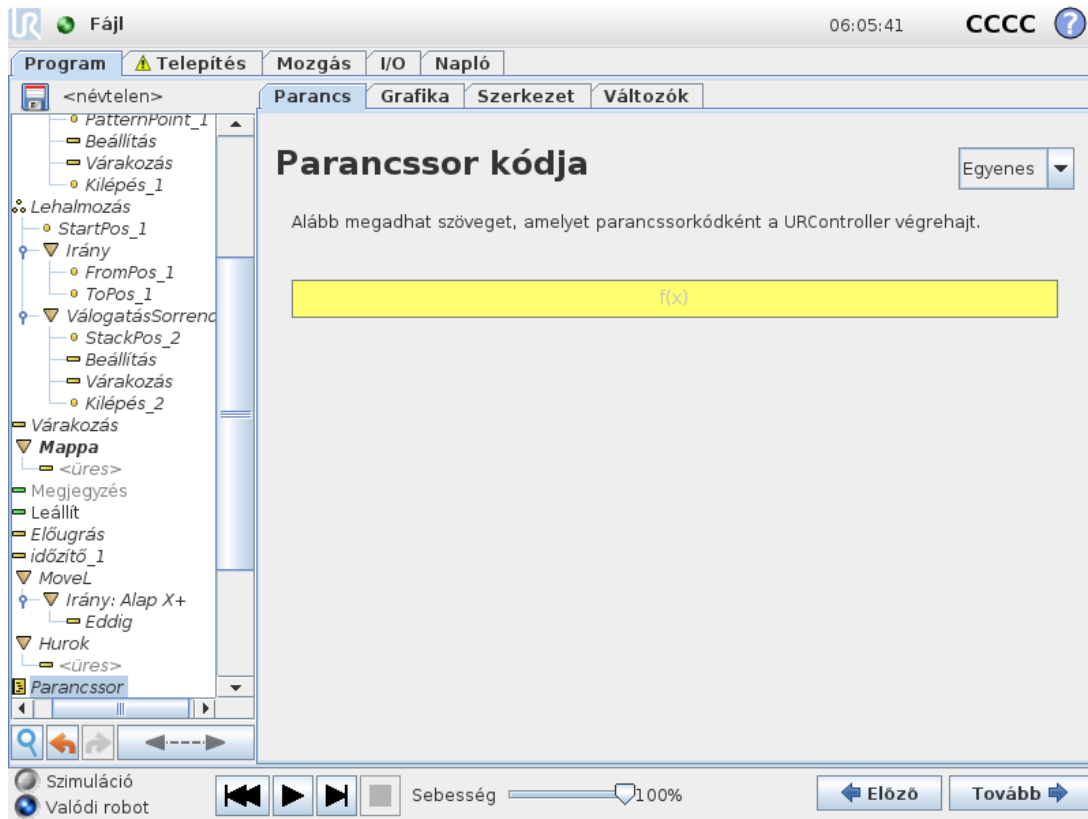 UR Fájl 06:05:41 CCCC ?
Program Telepítés Mozgás I/O Napló
<névtelen>
Parancs Grafika Szerkezet Változók
PatternPoint_1
Beállítás
Várakozás
Kilépés_1
Lehalmozás
StartPos_1
Irány
FromPos_1
ToPos_1
VálogatásSorrend
StackPos_2
Beállítás
Várakozás
Kilépés_2
Várakozás
Mappa
<üres>
Megjegyzés
Leállít
Előugrás
időzítő_1
MoveL
Irány: Alap X+
Eddig
Hurok
<üres>
Parancssor
Parancssor kódja
Egyenes
Alább megadhat szöveget, amelyet parancssorkódként a URController végrehajt.
f(x)
Szimuláció
Valódi robot
Sebesség 100%
Előző
Tovább